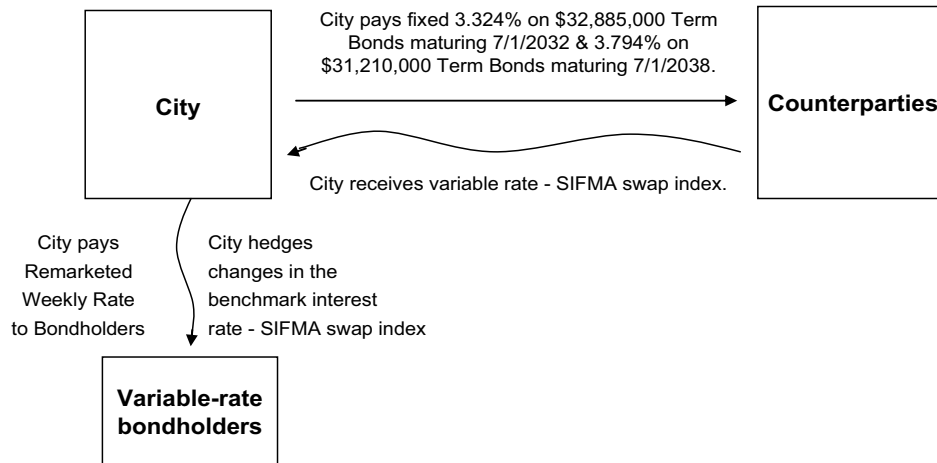 City pays fixed 3.324% on $32,885,000 Term
Bonds maturing 7/1/2032 & 3.794% on
$31,210,000 Term Bonds maturing 7/1/2038.
City
Counterparties
City receives variable rate - SIFMA swap index.
City pays
Remarketed
Weekly Rate
to Bondholders
City hedges
changes in the
benchmark interest
rate - SIFMA swap index
Variable-rate
bondholders